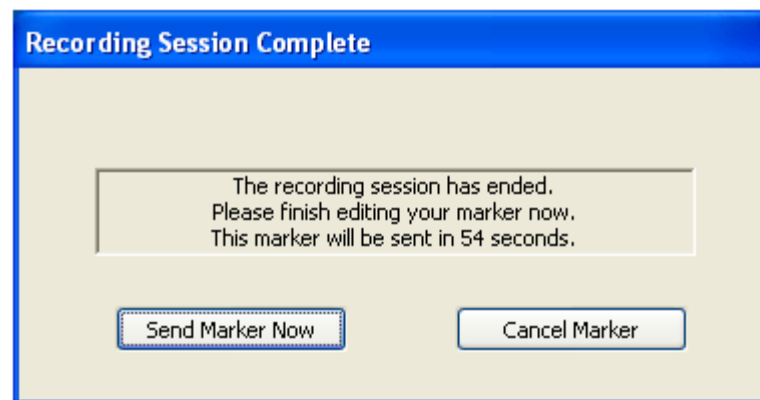 Recording Session Complete
The recording session has ended.
Please finish editing your marker now.
This marker will be sent in 54 seconds.
Send Marker Now
Cancel Marker